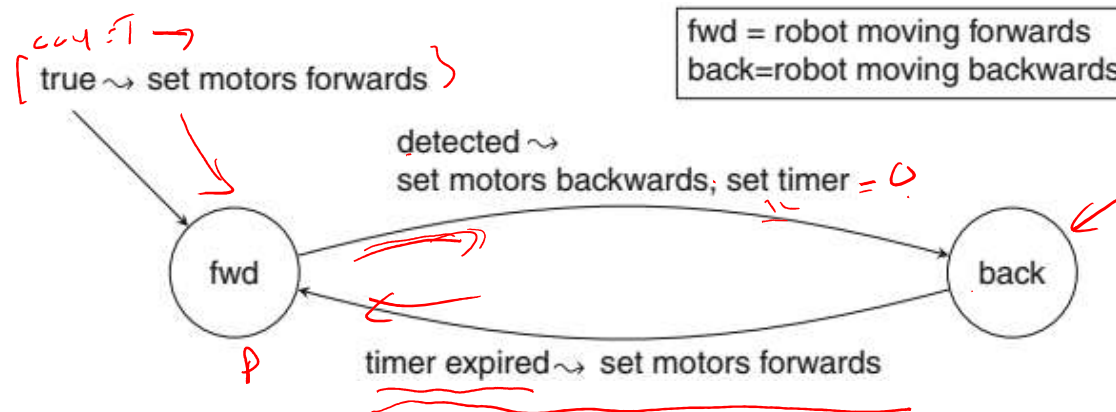 fwd = robot moving forwards
back=robot moving backwards
true ⤳ set motors forwards
detected ⤳
set motors backwards, set timer = 0
fwd
back
timer expired ⤳ set motors forwards